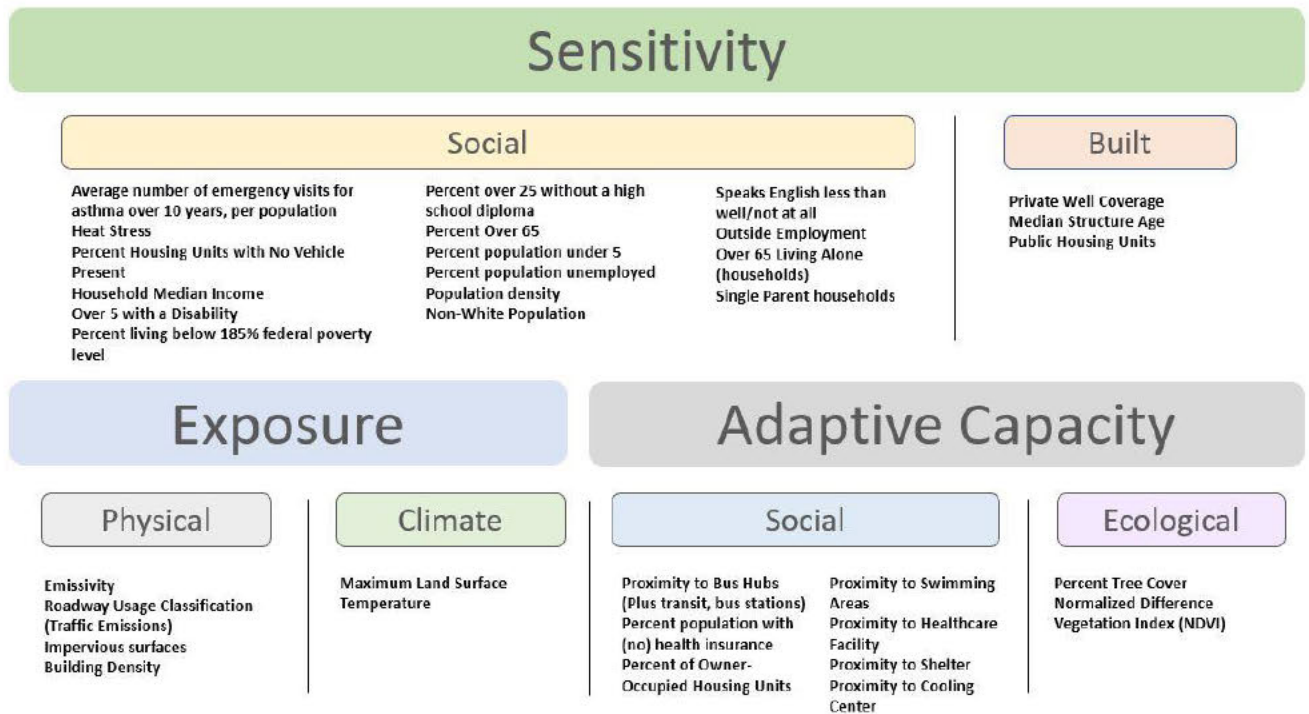 Sensitivity
Social
Average number of emergency visits for
asthma over 10 years, per population
Heat Stress
Percent Housing Units with No Vehicle
Present
Household Median Income
Over 5 with a Disability
Percent living below 185% federal poverty
level
Percent over 25 without a high
school diploma
Percent Over 65
Percent population under 5
Percent population unemployed
Population density
Non-White Population
Speaks English less than
well/not at all
Outside Employment
Over 65 Living Alone
(households)
Single Parent households
Built
Private Well Coverage
Median Structure Age
Public Housing Units
Exposure
Physical
Emissivity
Roadway Usage Classification
(Traffic Emissions)
Impervious surfaces
Building Density
Climate
Maximum Land Surface
Temperature
Adaptive Capacity
Social
Proximity to Bus Hubs
(Plus transit, bus stations)
Percent population with
(no) health insurance
Percent of Owner-
Occupied Housing Units
Proximity to Swimming
Areas
Proximity to Healthcare
Facility
Proximity to Shelter
Proximity to Cooling
Center
Ecological
Percent Tree Cover
Normalized Difference
Vegetation Index (NDVI)